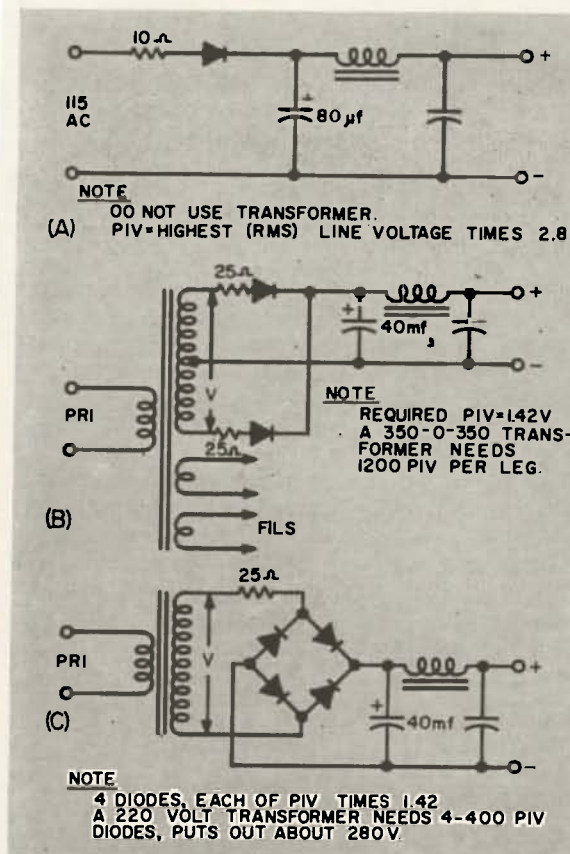 10Ω
115
AC
+
80 μf
+
-
NOTE
DO NOT USE TRANSFORMER.
(A) PIV=HIGHEST (RMS) LINE VOLTAGE TIMES 2.8
25Ω
+
+
40mf
-
V
PRI
25Ω
NOTE
REQUIRED PIV=1.42V
A 350-0-350 TRANS-
FORMER NEEDS
1200 PIV PER LEG.
(B)
FILS
25Ω
PRI
V
+
+
40mf
(C)
-
NOTE
4 DIODES, EACH OF PIV TIMES 1.42
A 220 VOLT TRANSFORMER NEEDS 4-400 PIV
DIODES, PUTS OUT ABOUT 280V.